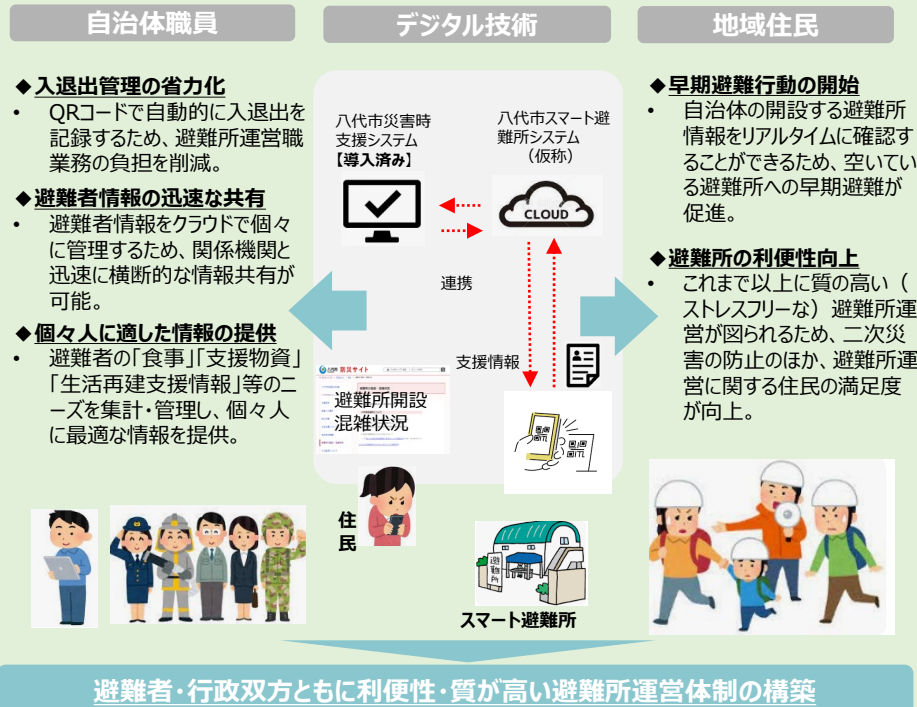 自治体職員
デジタル技術
地域住民
◆入退出管理の省力化
• QRコードで自動的に入退出を
記録するため、避難所運営職
業務の負担を削減。
◆避難者情報の迅速な共有
• 避難者情報をクラウドで個々
に管理するため、関係機関と
迅速に横断的な情報共有が
可能。
◆個々人に適した情報の提供
• 避難者の「食事」「支援物資」
「生活再建支援情報」等のニ
ーズを集計・管理し、個々人
に最適な情報を提供。
八代市災害時
支援システム
【導入済み】
八代市スマート避
難所システム
（仮称）
CLOUD
連携
支援情報
防災サイト
避難所開設
混雑状況
住
民
避
難
所
スマート避難所
◆早期避難行動の開始
• 自治体の開設する避難所
情報をリアルタイムに確認す
ることができるため、空いてい
る避難所への早期避難が
促進。
◆避難所の利便性向上
• これまで以上に質の高い（
ストレスフリーな）避難所運
営が図られるため、二次災
害の防止のほか、避難所運
営に関する住民の満足度
が向上。
避難者・行政双方ともに利便性・質が高い避難所運営体制の構築